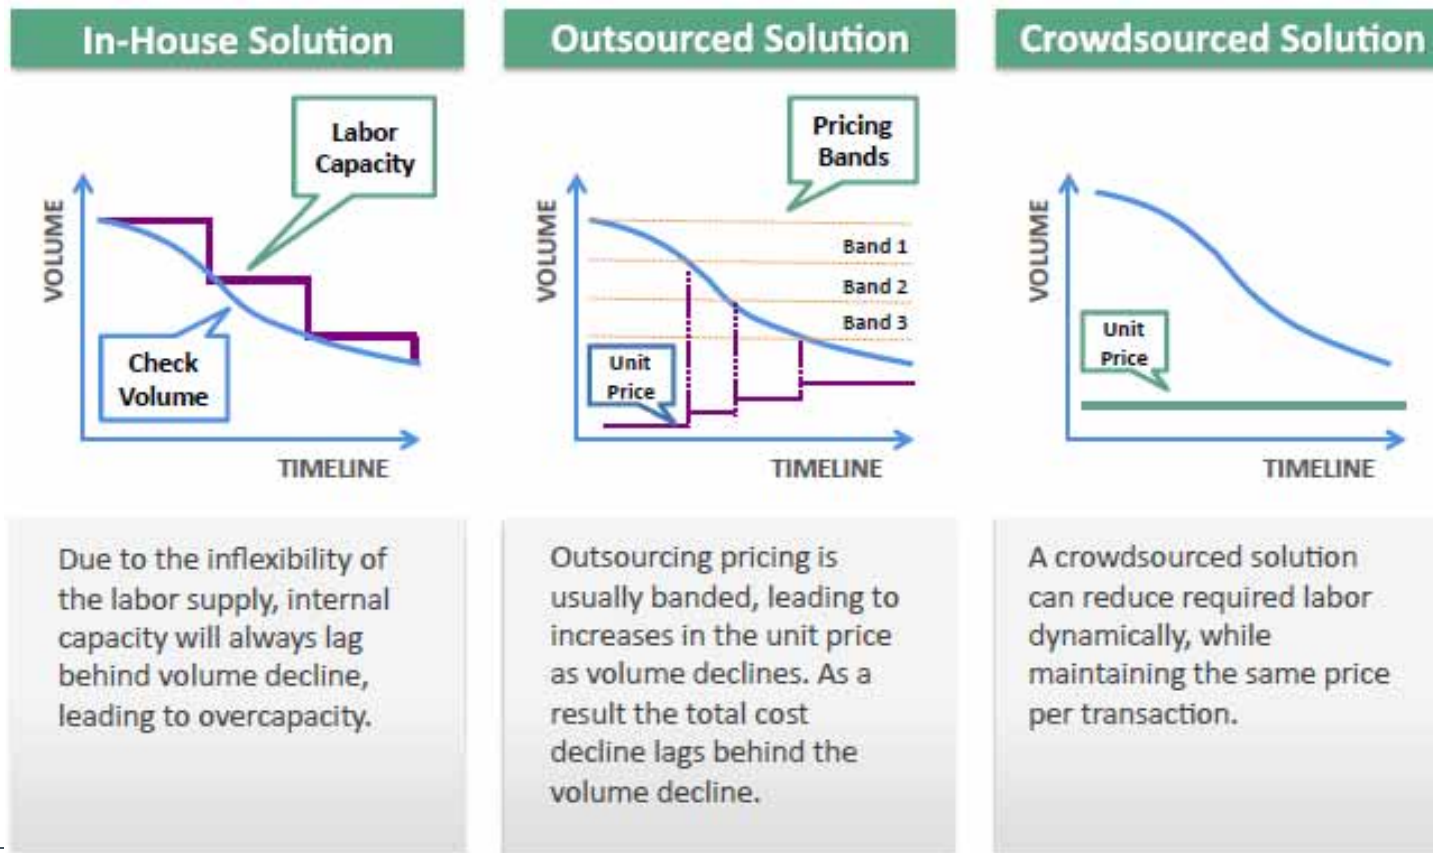 In-House Solution
Labor
Capacity
VOLUME
Check
Volume
TIMELINE
Due to the inflexibility of
the labor supply, internal
capacity will always lag
behind volume decline,
leading to overcapacity.
Outsourced Solution
Pricing
Bands
VOLUME
Band 1
Band 2
Band 3
Unit
Price
TIMELINE
Outsourcing pricing is
usually banded, leading to
increases in the unit price
as volume declines. As a
result the total cost
decline lags behind the
volume decline.
Crowdsourced Solution
VOLUME
Unit
Price
TIMELINE
A crowdsourced solution
can reduce required labor
dynamically, while
maintaining the same price
per transaction.